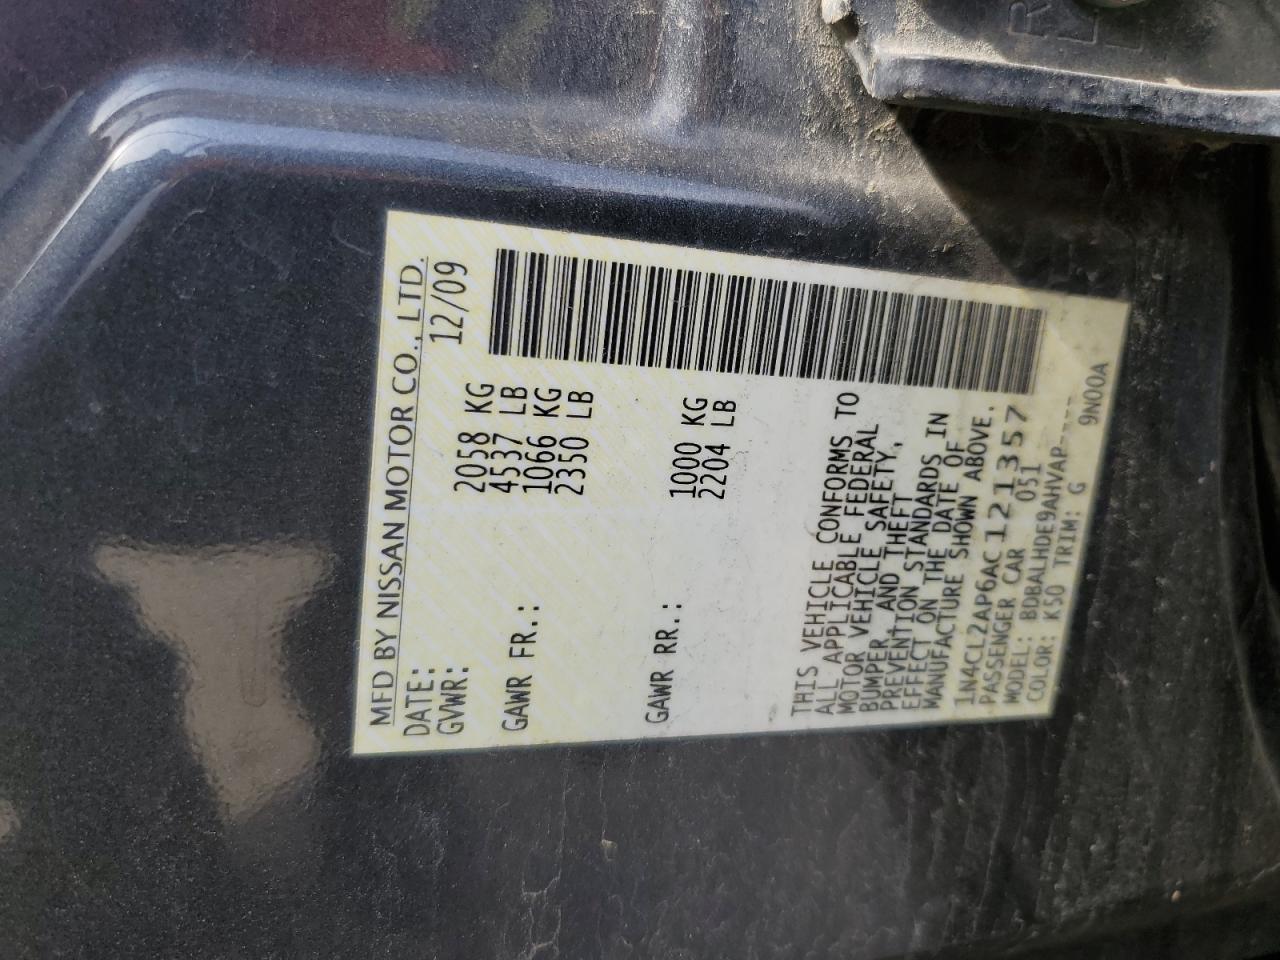 MFD BY NISSAN MOTOR CO., LTD.
DATE: 12/09
GVWR: 2058 KG
4537 LB
GAWR FR.: 1066 KG
2350 LB
GAWR RR.: 1000 KG
2204 LB
THIS VEHICLE CONFORMS TO
ALL APPLICABLE FEDERAL
MOTOR VEHICLE SAFETY,
BUMPER, AND THEFT
PREVENTION STANDARDS IN
EFFECT ON THE DATE OF
MANUFACTURE SHOWN ABOVE.
1N4CL2AP6AC121357
PASSENGER CAR 051
MODEL: BDBALHDE9AHVAP----
COLOR: K50 TRIM: G 9N00A